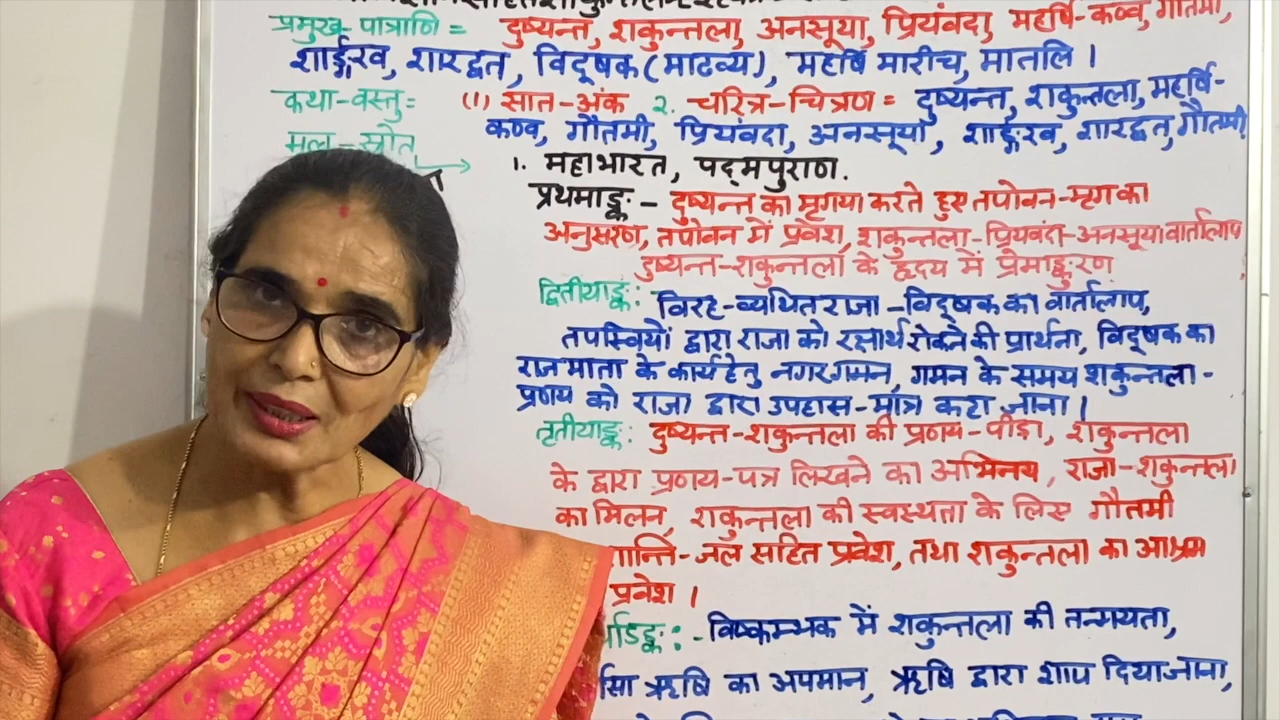 प्रमुख-पात्राणि = दुष्यन्त, शकुन्तला, अनसूया, प्रियंवदा, महर्षि-कण्व, गौतमी,
शार्ङ्गरव, शारद्वत, विदूषक (माढव्य), महर्षि मारीच, मातलि ।
कथा-वस्तु = (1) सात-अंक २. चरित्र-चित्रण = दुष्यन्त, शकुन्तला, महर्षि-
कण्व, गौतमी, प्रियंवदा, अनसूया, शार्ङ्गरव, शारद्वत, गौतमी
मूल-स्रोत → 1. महाभारत, पद्मपुराण.
प्रथमाङ्क - दुष्यन्त का मृगया करते हुए तपोवन-मृग का
अनुसरण, तपोवन में प्रवेश, शकुन्तला-प्रियवंदा-अनसूया वार्तालाप
दुष्यन्त-शकुन्तला के हृदय में प्रेमाङ्कुरण
द्वितीयाङ्क: विरह-व्यथित राजा-विदूषक का वार्तालाप,
तपस्वियों द्वारा राजा को रक्षार्थ रोकने की प्रार्थना, विदूषक का
राजमाता के कार्य हेतु नगर गमन, गमन के समय शकुन्तला-
प्रणय को राजा द्वारा उपहास-मात्र कहा जाना ।
तृतीयाङ्क: दुष्यन्त-शकुन्तला की प्रणय-पीड़ा, शकुन्तला
के द्वारा प्रणय-पत्र लिखने का अभिनय, राजा-शकुन्तला
का मिलन, शकुन्तला की स्वस्थता के लिए गौतमी
शान्ति-जल सहित प्रवेश, तथा शकुन्तला का आश्रम
प्रवेश ।
विष्कम्भक में शकुन्तला की तन्मयता,
ऋषि का अपमान, ऋषि द्वारा शाप दिया जाना,